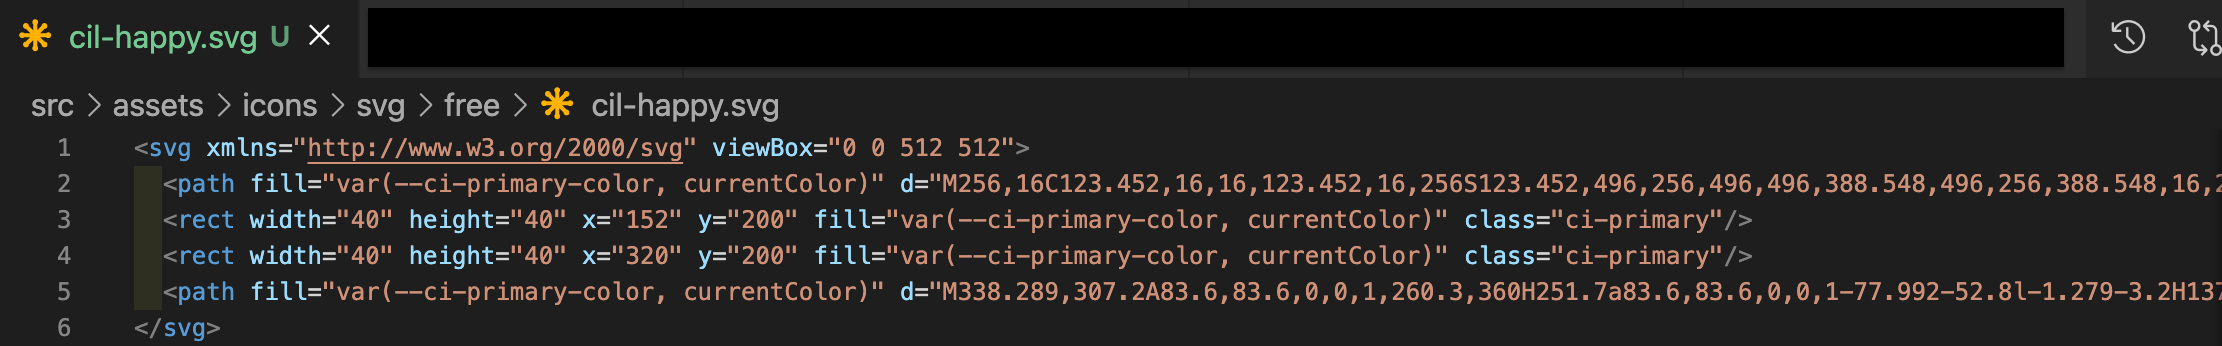 cil-happy.svg U
src > assets > icons > svg > free > cil-happy.svg
1 <svg xmlns="http://www.w3.org/2000/svg" viewBox="0 0 512 512">
2 <path fill="var(--ci-primary-color, currentColor)" d="M256,16C123.452,16,16,123.452,16,256S123.452,496,256,496,496,388.548,496,256,388.548,16,2
3 <rect width="40" height="40" x="152" y="200" fill="var(--ci-primary-color, currentColor)" class="ci-primary"/>
4 <rect width="40" height="40" x="320" y="200" fill="var(--ci-primary-color, currentColor)" class="ci-primary"/>
5 <path fill="var(--ci-primary-color, currentColor)" d="M338.289,307.2A83.6,83.6,0,0,1,260.3,360H251.7a83.6,83.6,0,0,1-77.992-52.8l-1.279-3.2H137
6 </svg>